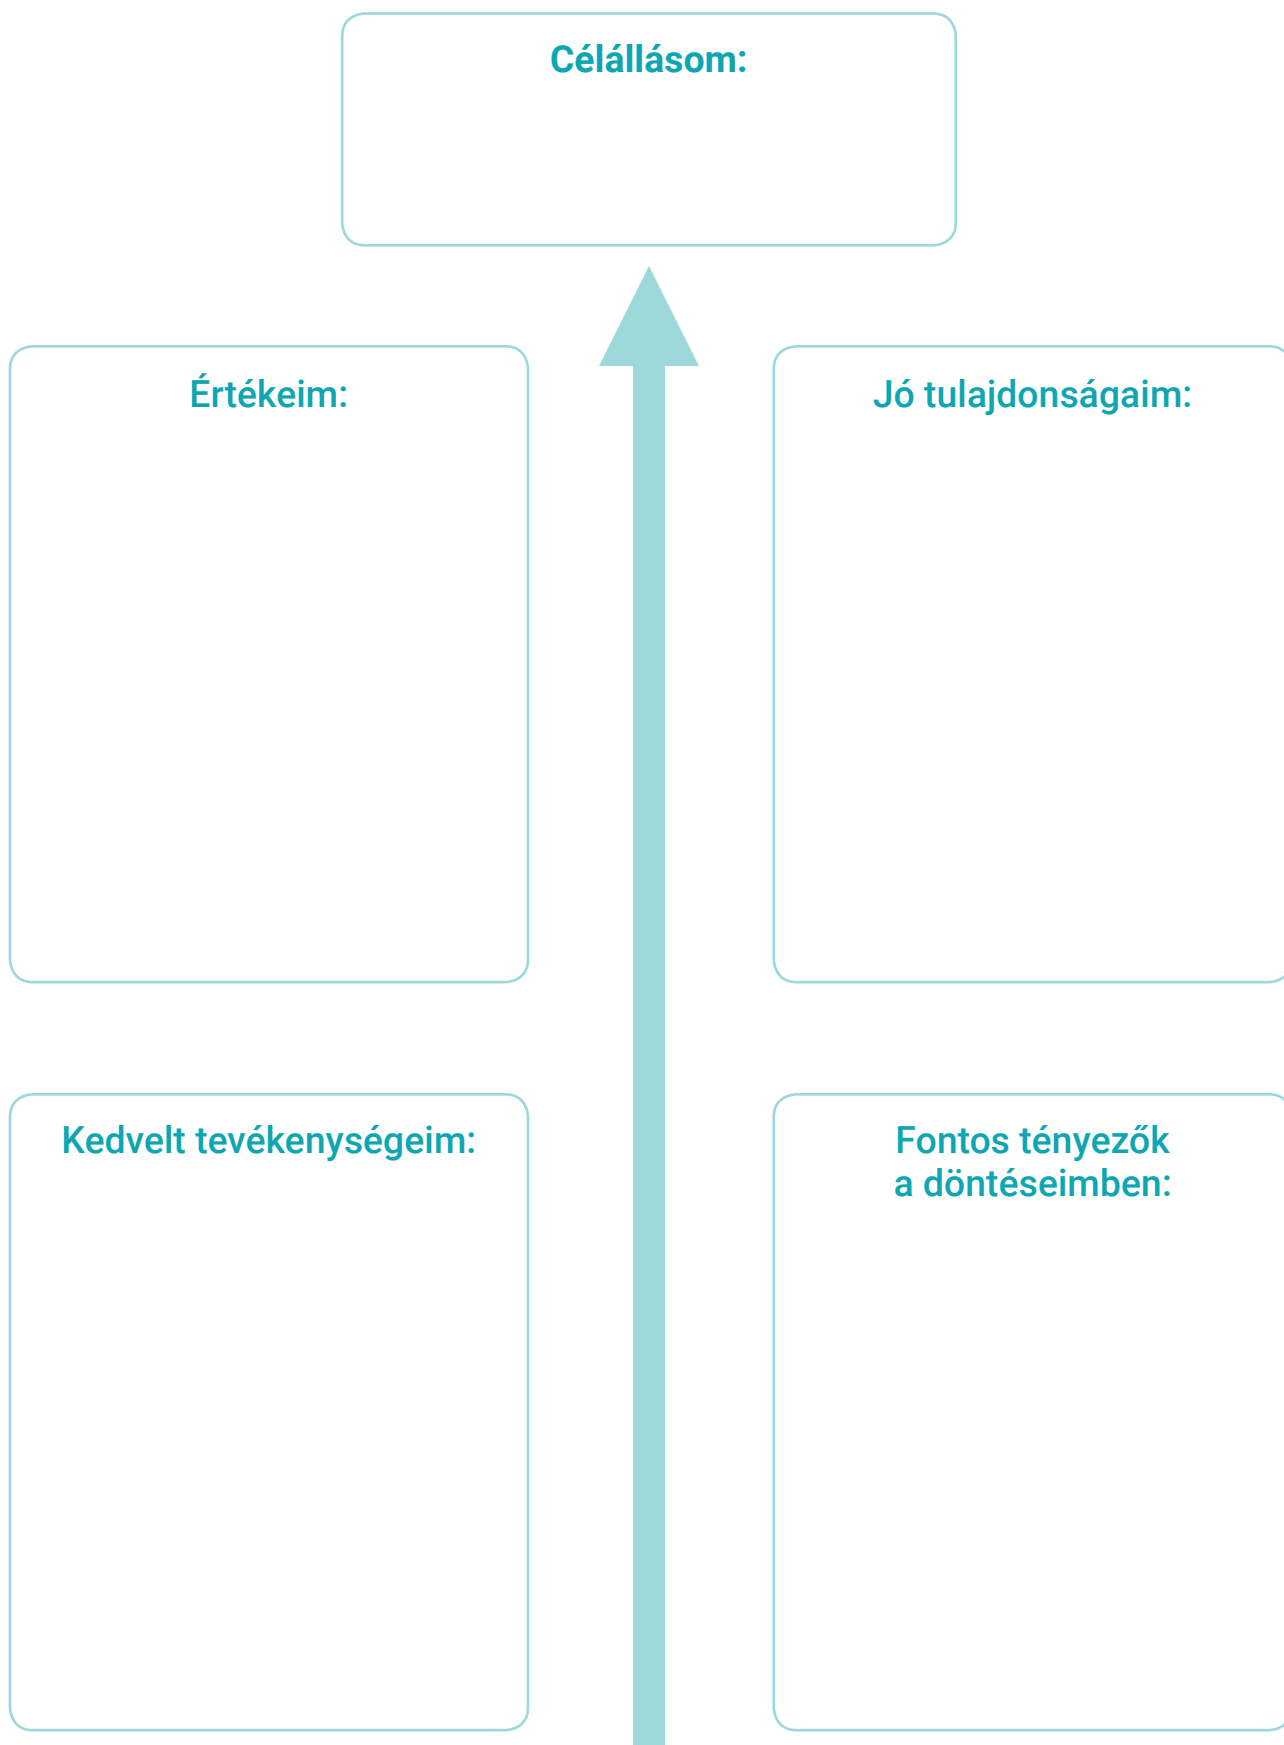 Célállásom:
Értékeim:
Jó tulajdonságaim:
Kedvelt tevékenységeim:
Fontos tényezők
a döntéseimben: